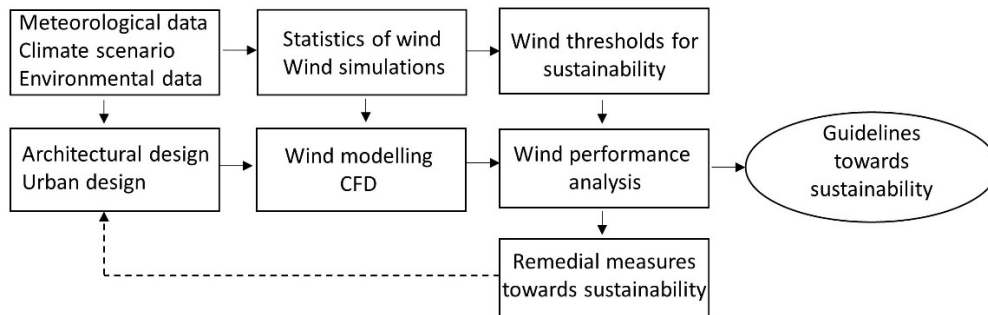 Meteorological data
Climate scenario
Environmental data
Statistics of wind
Wind simulations
Wind thresholds for
sustainability
Architectural design
Urban design
Wind modelling
CFD
Wind performance
analysis
Guidelines
towards
sustainability
Remedial measures
towards sustainability